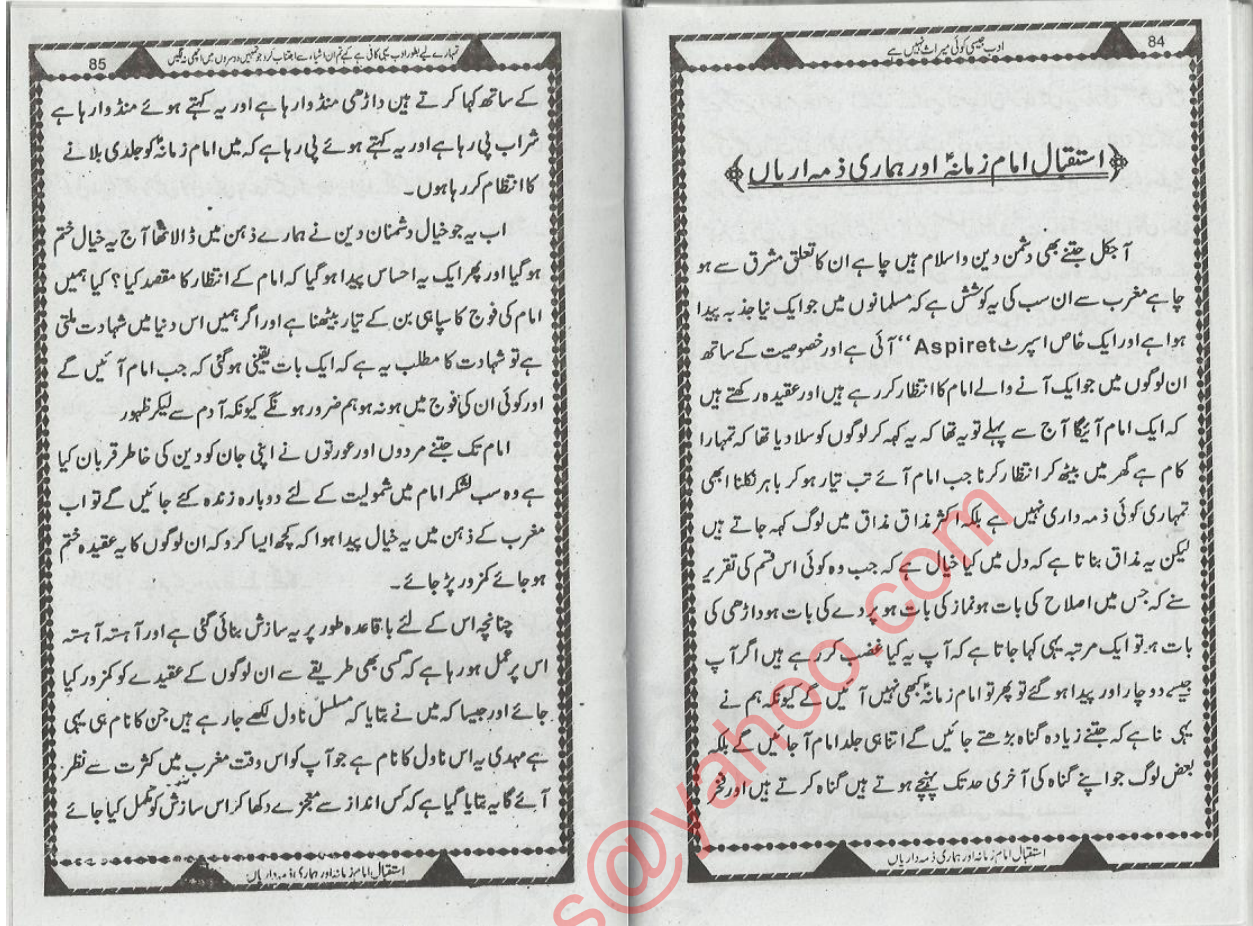 84
ادب جیسی کوئی میراث نہیں ہے
﴿استقبال امام زمانہؑ اور ہماری ذمہ داریاں﴾
آجکل جتنے بھی دشمن دین و اسلام ہیں چاہے ان کا تعلق مشرق سے ہو
چاہے مغرب سے ان سب کی یہ کوشش ہے کہ مسلمانوں میں جو ایک نیا جذبہ پیدا
ہوا ہے اور ایک خاص اسپرٹ Aspiret‘‘ آئی ہے اور خصوصیت کے ساتھ
ان لوگوں میں جو ایک آنے والے امام کا انتظار کر رہے ہیں اور عقیدہ رکھتے ہیں
کہ ایک امام آئیگا آج سے پہلے تو یہ تھا کہ یہ کہہ کر لوگوں کو سلا دیا تھا کہ تمہارا
کام ہے گھر میں بیٹھ کر انتظار کرنا جب امام آئے تب تیار ہو کر باہر نکلنا ابھی
تمہاری کوئی ذمہ داری نہیں ہے بلکہ اکثر مذاق مذاق میں لوگ کہہ جاتے ہیں
لیکن یہ مذاق بتاتا ہے کہ دل میں کیا خیال ہے کہ جب وہ کوئی اس قسم کی تقریر
سنے کہ جس میں اصلاح کی بات ہو نماز کی بات ہو پردے کی بات ہو داڑھی کی
بات ہو تو ایک مرتبہ یہی کہا جاتا ہے کہ آپ یہ کیا غضب کر رہے ہیں اگر آپ
جیسے دو چار اور پیدا ہو گئے تو پھر تو امام زمانہؑ کبھی نہیں آئیں گے کیونکہ ہم نے
یہی نا ہے کہ جتنے زیادہ گناہ بڑھتے جائیں گے اتنا ہی جلد امام آجائیں گے بلکہ
بعض لوگ جو اپنے گناہ کی آخری حد تک پہنچے ہوتے ہیں گناہ کرتے ہیں اور فخر
استقبال امام زمانہ اور ہماری ذمہ داریاں
85
تمہارے لیے بطور ادب یہی کافی ہے کہ تم ان اشیاء سے اجتناب کرو جو تمہیں دوسروں میں اچھی نہ لگیں
کے ساتھ کہا کرتے ہیں داڑھی منڈوا رہا ہے اور یہ کہتے ہوئے منڈوا رہا ہے
شراب پی رہا ہے اور یہ کہتے ہوئے پی رہا ہے کہ میں امام زمانہؑ کو جلدی بلانے
کا انتظام کر رہا ہوں۔
اب یہ جو خیال دشمنان دین نے ہمارے ذہن میں ڈالا تھا آج یہ خیال ختم
ہو گیا اور پھر ایک یہ احساس پیدا ہو گیا کہ امام کے انتظار کا مقصد کیا؟ کیا ہمیں
امام کی فوج کا سپاہی بن کے تیار بیٹھنا ہے اور اگر ہمیں اس دنیا میں شہادت ملتی
ہے تو شہادت کا مطلب یہ ہے کہ ایک بات یقینی ہو گئی کہ جب امام آئیں گے
اور کوئی ان کی فوج میں ہو نہ ہو ہم ضرور ہونگے کیونکہ آدم سے لیکر ظہور
امام تک جتنے مردوں اور عورتوں نے اپنی جان کو دین کی خاطر قربان کیا
ہے وہ سب لشکر امام میں شمولیت کے لئے دوبارہ زندہ کئے جائیں گے تو اب
مغرب کے ذہن میں یہ خیال پیدا ہوا کہ کچھ ایسا کرو کہ ان لوگوں کا یہ عقیدہ ختم
ہو جائے کمزور پڑ جائے۔
چنانچہ اس کے لئے باقاعدہ طور پر یہ سازش بنائی گئی ہے اور آہستہ آہستہ
اس پر عمل ہو رہا ہے کہ کسی بھی طریقے سے ان لوگوں کے عقیدے کو کمزور کیا
جائے اور جیسا کہ میں نے بتایا کہ مسلسل ناول لکھے جا رہے ہیں جن کا نام ہی یہی
ہے مہدی یہ اس ناول کا نام ہے جو آپ کو اس وقت مغرب میں کثرت سے نظر
آئے گا یہ بتایا گیا ہے کہ کس انداز سے معجزے دکھا کر اس سازش کو مکمل کیا جائے
استقبال امام زمانہ اور ہماری ذمہ داریاں
s@yahoo.com